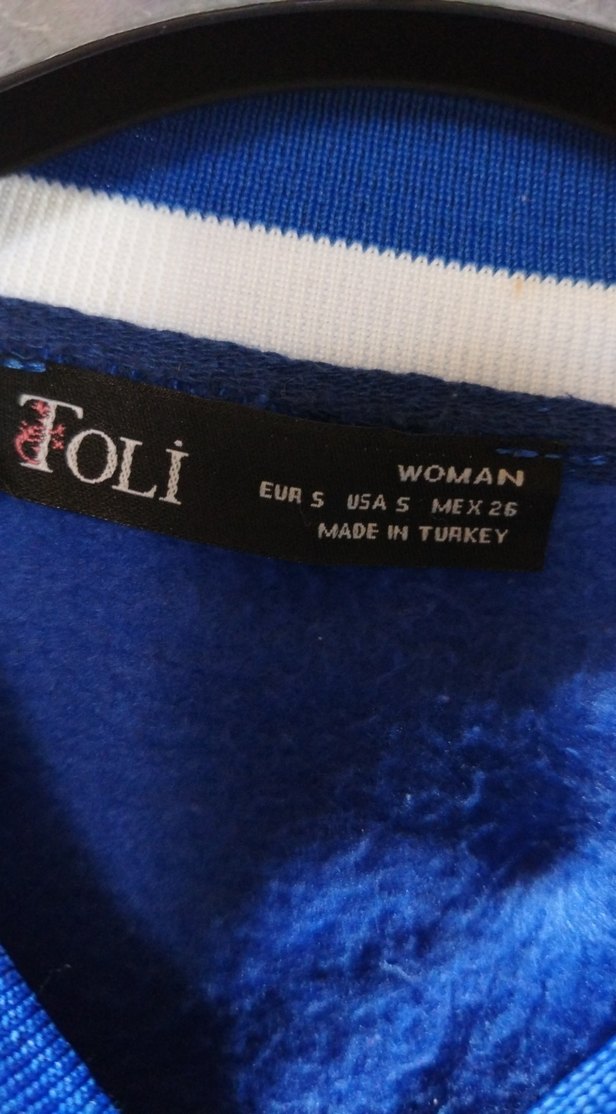 TOLİ
WOMAN
EUR S USA S MEX 26
MADE IN TURKEY